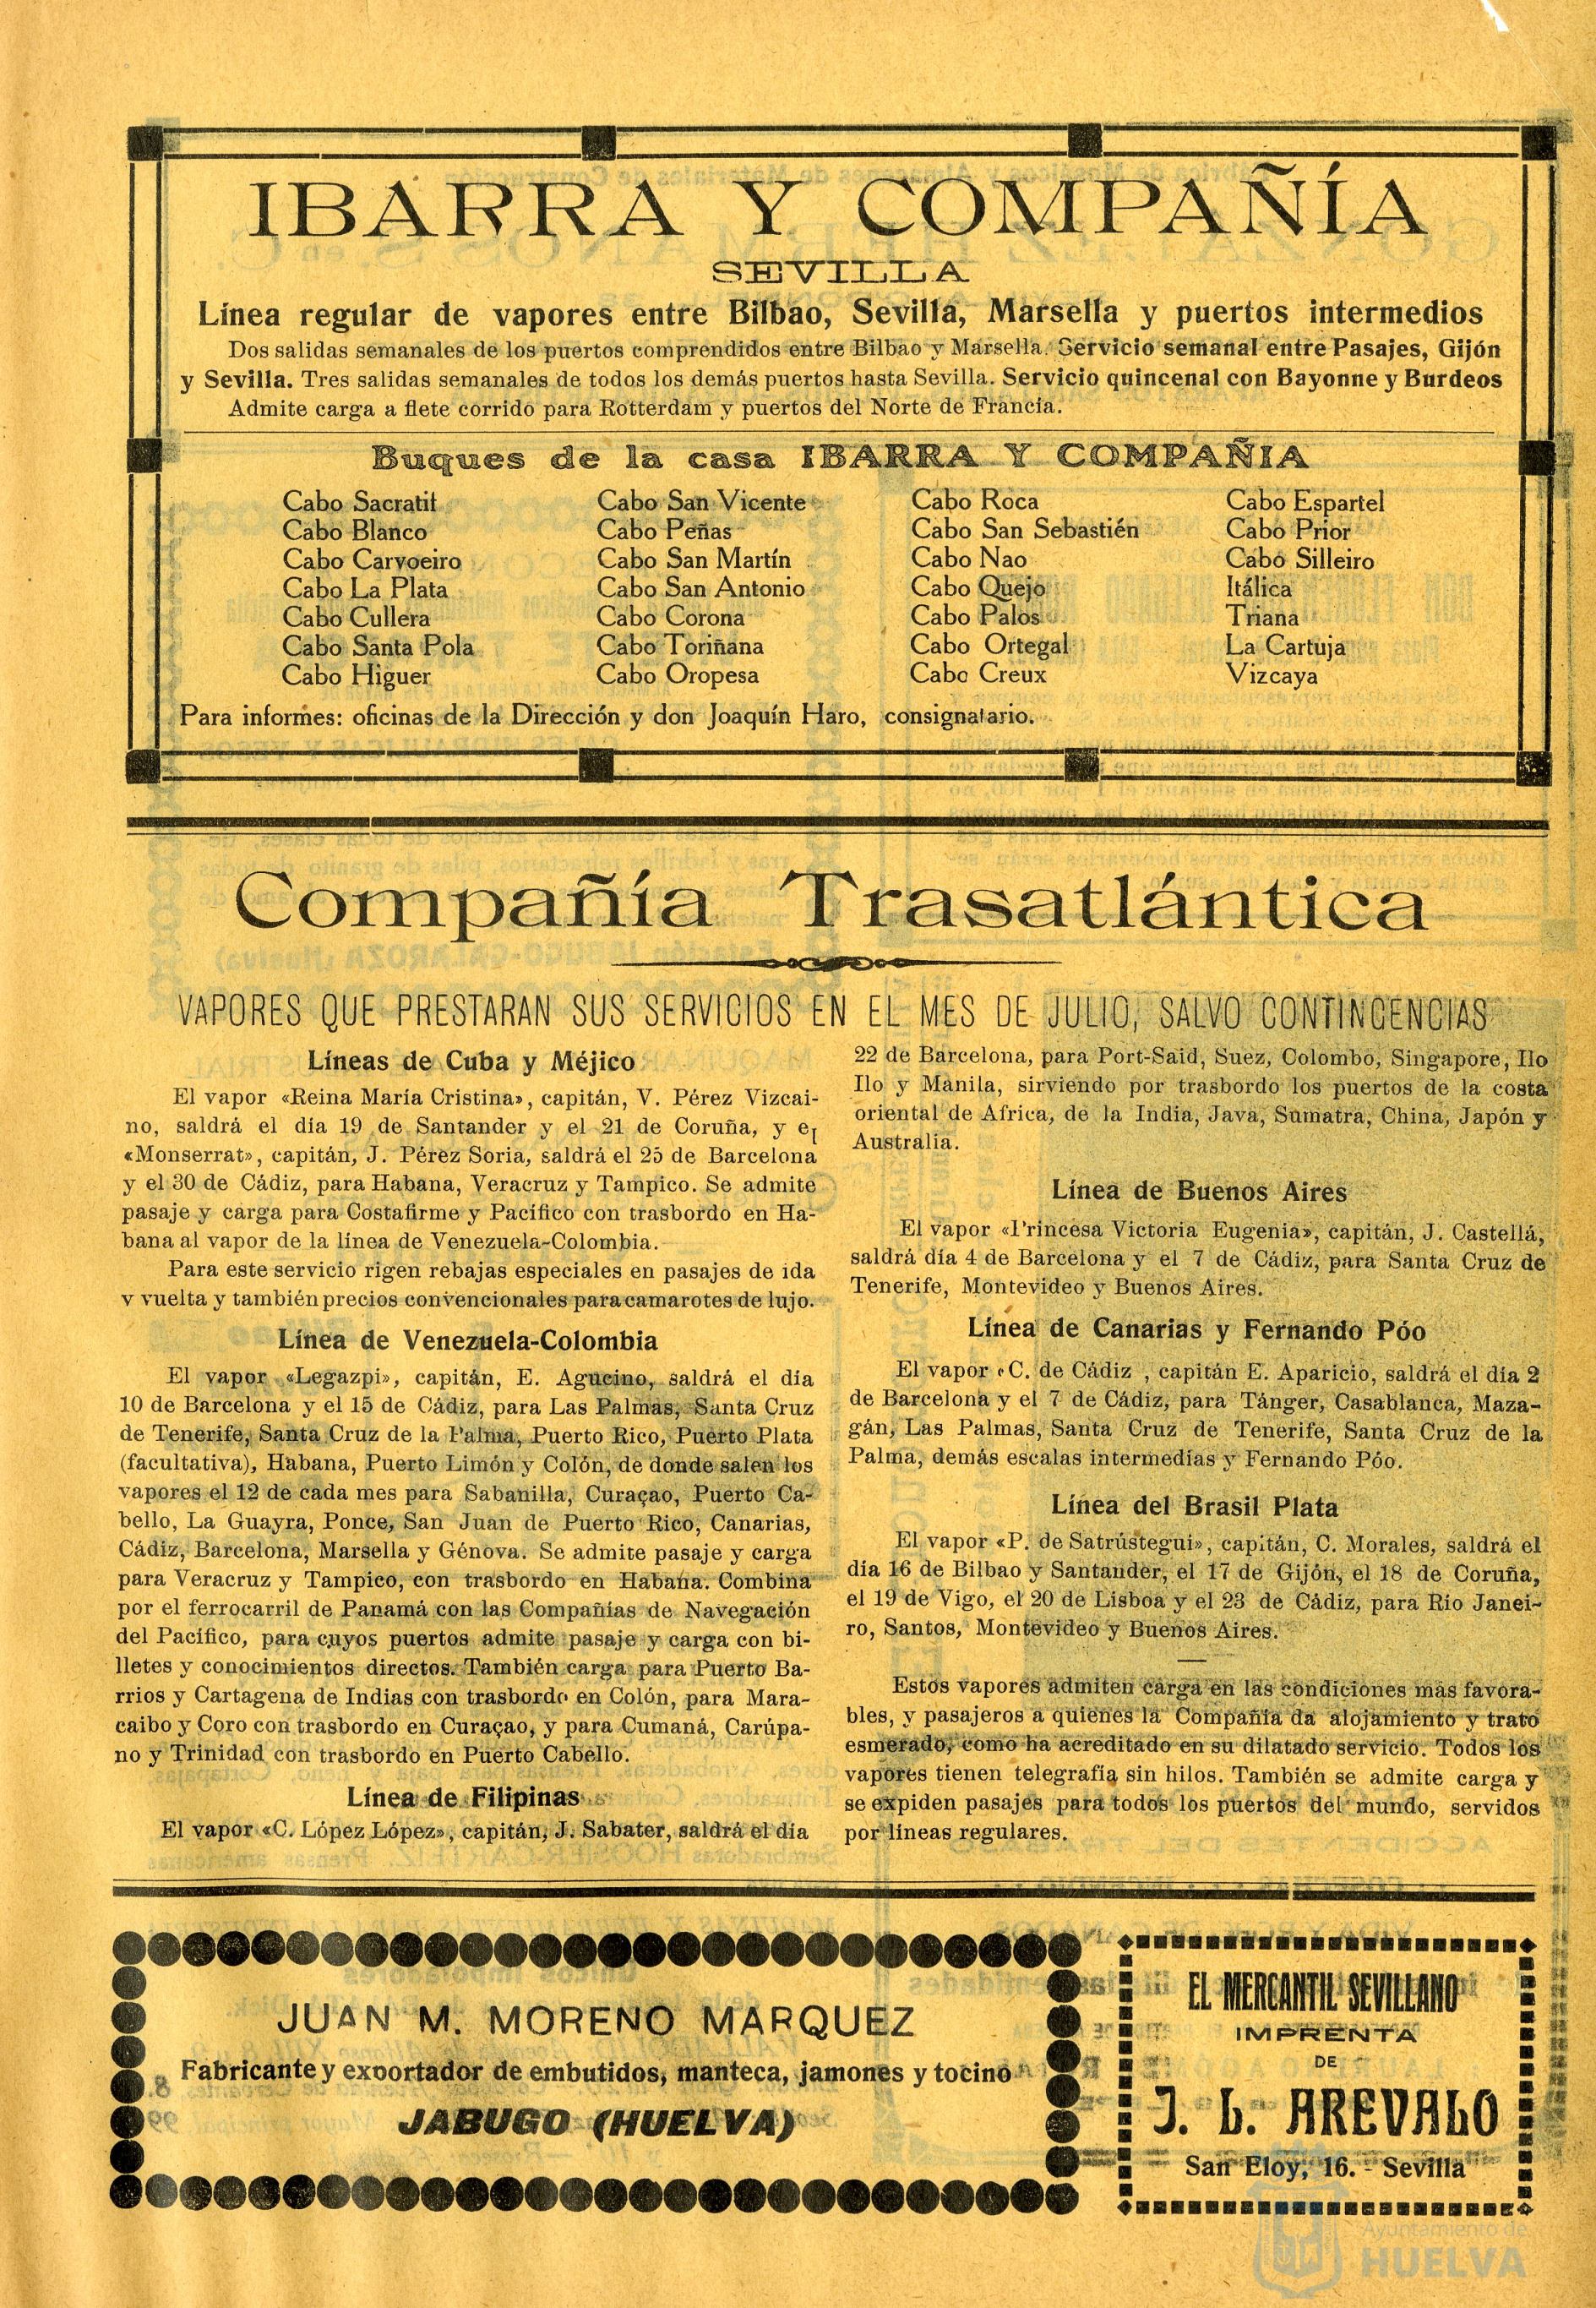 IBARRA Y COMPAÑÍA
SEVILLA
Línea regular de vapores entre Bilbao, Sevilla, Marsella y puertos intermedios
Dos salidas semanales de los puertos comprendidos entre Bilbao y Marsella. Servicio semanal entre Pasajes, Gijón
y Sevilla. Tres salidas semanales de todos los demás puertos hasta Sevilla. Servicio quincenal con Bayonne y Burdeos
Admite carga a flete corrido para Rotterdam y puertos del Norte de Francia.
Buques de la casa IBARRA Y COMPAÑIA
Cabo Sacratif
Cabo Blanco
Cabo Carvoeiro
Cabo La Plata
Cabo Cullera
Cabo Santa Pola
Cabo Higuer
Cabo San Vicente
Cabo Peñas
Cabo San Martín
Cabo San Antonio
Cabo Corona
Cabo Toriñana
Cabo Oropesa
Cabo Roca
Cabo San Sebastién
Cabo Nao
Cabo Quejo
Cabo Palos
Cabo Ortegal
Cabo Creux
Cabo Espartel
Cabo Prior
Cabo Silleiro
Itálica
Triana
La Cartuja
Vizcaya
Para informes: oficinas de la Dirección y don Joaquín Haro, consignatario.
Compañía Trasatlántica
VAPORES QUE PRESTARAN SUS SERVICIOS EN EL MES DE JULIO, SALVO CONTINGENCIAS
Líneas de Cuba y Méjico
El vapor «Reina María Cristina», capitán, V. Pérez Vizcai-
no, saldrá el día 19 de Santander y el 21 de Coruña, y el
«Monserrat», capitán, J. Pérez Soria, saldrá el 25 de Barcelona
y el 30 de Cádiz, para Habana, Veracruz y Tampico. Se admite
pasaje y carga para Costafirme y Pacífico con trasbordo en Ha-
bana al vapor de la línea de Venezuela-Colombia.
Para este servicio rigen rebajas especiales en pasajes de ida
y vuelta y también precios convencionales para camarotes de lujo.
Línea de Venezuela-Colombia
El vapor «Legazpi», capitán, E. Agucino, saldrá el día
10 de Barcelona y el 15 de Cádiz, para Las Palmas, Santa Cruz
de Tenerife, Santa Cruz de la Palma, Puerto Rico, Puerto Plata
(facultativa), Habana, Puerto Limón y Colón, de donde salen los
vapores el 12 de cada mes para Sabanilla, Curaçao, Puerto Ca-
bello, La Guayra, Ponce, San Juan de Puerto Rico, Canarias,
Cádiz, Barcelona, Marsella y Génova. Se admite pasaje y carga
para Veracruz y Tampico, con trasbordo en Habana. Combina
por el ferrocarril de Panamá con las Compañías de Navegación
del Pacífico, para cuyos puertos admite pasaje y carga con bi-
lletes y conocimientos directos. También carga para Puerto Ba-
rrios y Cartagena de Indias con trasbordo en Colón, para Mara-
caibo y Coro con trasbordo en Curaçao, y para Cumaná, Carúpa-
no y Trinidad con trasbordo en Puerto Cabello.
Línea de Filipinas
El vapor «C. López López», capitán, J. Sabater, saldrá el día
22 de Barcelona, para Port-Said, Suez, Colombo, Singapore, Ilo
Ilo y Manila, sirviendo por trasbordo los puertos de la costa
oriental de Africa, de la India, Java, Sumatra, China, Japón y
Australia.
Línea de Buenos Aires
El vapor «Princesa Victoria Eugenia», capitán, J. Castellá,
saldrá día 4 de Barcelona y el 7 de Cádiz, para Santa Cruz de
Tenerife, Montevideo y Buenos Aires.
Línea de Canarias y Fernando Póo
El vapor «C. de Cádiz , capitán E. Aparicio, saldrá el día 2
de Barcelona y el 7 de Cádiz, para Tánger, Casablanca, Maza-
gán, Las Palmas, Santa Cruz de Tenerife, Santa Cruz de la
Palma, demás escalas intermedias y Fernando Póo.
Línea del Brasil Plata
El vapor «P. de Satrústegui», capitán, C. Morales, saldrá el
día 16 de Bilbao y Santander, el 17 de Gijón, el 18 de Coruña,
el 19 de Vigo, el 20 de Lisboa y el 23 de Cádiz, para Río Janei-
ro, Santos, Montevideo y Buenos Aires.
Estos vapores admiten carga en las condiciones más favora-
bles, y pasajeros a quienes la Compañía da alojamiento y trato
esmerado, como ha acreditado en su dilatado servicio. Todos los
vapores tienen telegrafía sin hilos. También se admite carga y
se expiden pasajes para todos los puertos del mundo, servidos
por líneas regulares.
JUAN M. MORENO MARQUEZ
Fabricante y exportador de embutidos, manteca, jamones y tocino
JABUGO (HUELVA)
EL MERCANTIL SEVILLANO
IMPRENTA
DE
J. L. AREVALO
San Eloy, 16. - Sevilla
Ayuntamiento de
HUELVA